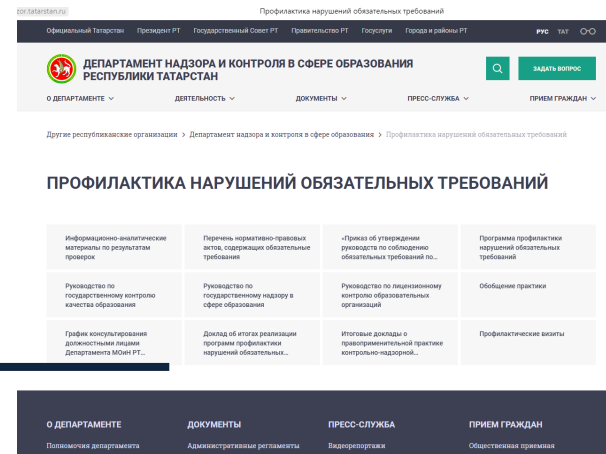 zor.tatarstan.ru
Профилактика нарушений обязательных требований
Официальный Татарстан Президент РТ Государственный Совет РТ Правительство РТ Госуслуги Города и районы РТ РУС ТАТ
ДЕПАРТАМЕНТ НАДЗОРА И КОНТРОЛЯ В СФЕРЕ ОБРАЗОВАНИЯ
РЕСПУБЛИКИ ТАТАРСТАН
ЗАДАТЬ ВОПРОС
О ДЕПАРТАМЕНТЕ ДЕЯТЕЛЬНОСТЬ ДОКУМЕНТЫ ПРЕСС-СЛУЖБА ПРИЕМ ГРАЖДАН
Другие республиканские организации > Департамент надзора и контроля в сфере образования > Профилактика нарушений обязательных требований
ПРОФИЛАКТИКА НАРУШЕНИЙ ОБЯЗАТЕЛЬНЫХ ТРЕБОВАНИЙ
Информационно-аналитические
материалы по результатам
проверок
Перечень нормативно-правовых
актов, содержащих обязательные
требования
«Приказ об утверждении
руководств по соблюдению
обязательных требований по...
Программа профилактики
нарушений обязательных
требований
Руководство по
государственному контролю
качества образования
Руководство по
государственному надзору в
сфере образования
Руководство по лицензионному
контролю образовательных
организаций
Обобщение практики
График консультирования
должностными лицами
Департамента МОиН РТ...
Доклад об итогах реализации
программ профилактики
нарушений обязательных...
Итоговые доклады о
правоприменительной практике
контрольно-надзорной...
Профилактические визиты
О ДЕПАРТАМЕНТЕ ДОКУМЕНТЫ ПРЕСС-СЛУЖБА ПРИЕМ ГРАЖДАН
Полномочия департамента Административные регламенты Видеорепортажи Общественная приемная